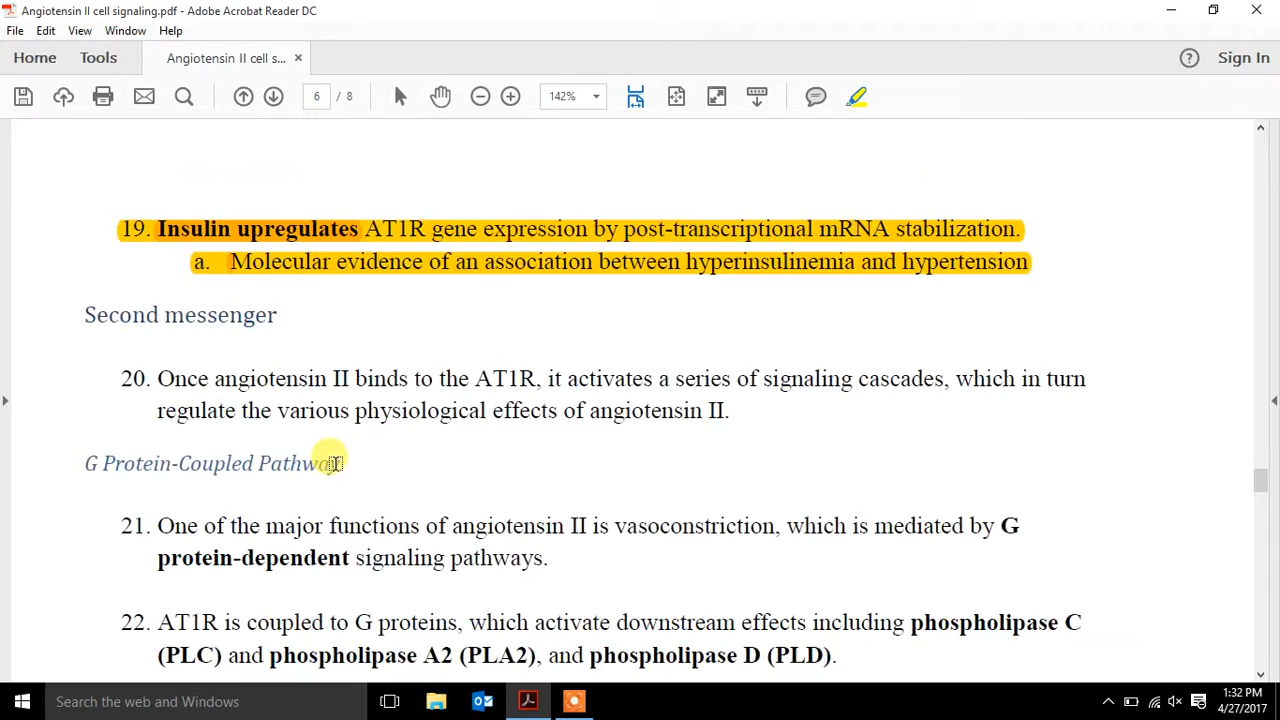 Angiotensin II cell signaling.pdf - Adobe Acrobat Reader DC
File Edit View Window Help
Home Tools Angiotensin II cell s... × Sign In
6 / 8 142%
19. Insulin upregulates AT1R gene expression by post-transcriptional mRNA stabilization.
a. Molecular evidence of an association between hyperinsulinemia and hypertension
Second messenger
20. Once angiotensin II binds to the AT1R, it activates a series of signaling cascades, which in turn
regulate the various physiological effects of angiotensin II.
G Protein-Coupled Pathway
21. One of the major functions of angiotensin II is vasoconstriction, which is mediated by G
protein-dependent signaling pathways.
22. AT1R is coupled to G proteins, which activate downstream effects including phospholipase C
(PLC) and phospholipase A2 (PLA2), and phospholipase D (PLD).
Search the web and Windows
1:32 PM
4/27/2017